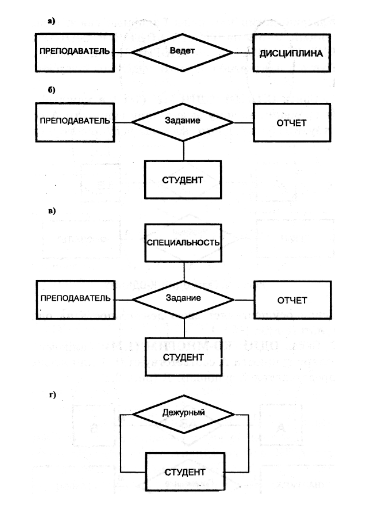 а)
ПРЕПОДАВАТЕЛЬ Ведет ДИСЦИПЛИНА
б)
ПРЕПОДАВАТЕЛЬ Задание ОТЧЕТ
СТУДЕНТ
в)
СПЕЦИАЛЬНОСТЬ
ПРЕПОДАВАТЕЛЬ Задание ОТЧЕТ
СТУДЕНТ
г)
Дежурный
СТУДЕНТ